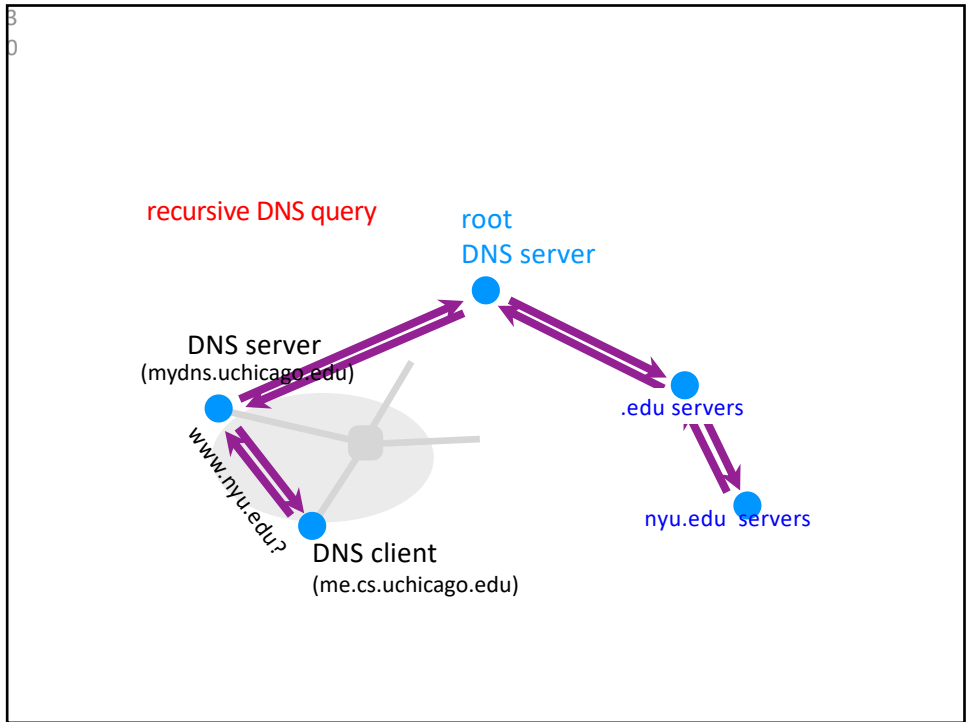 3
0
recursive DNS query
root
DNS server
DNS server
(mydns.uchicago.edu)
.edu servers
www.nyu.edu?
nyu.edu servers
DNS client
(me.cs.uchicago.edu)